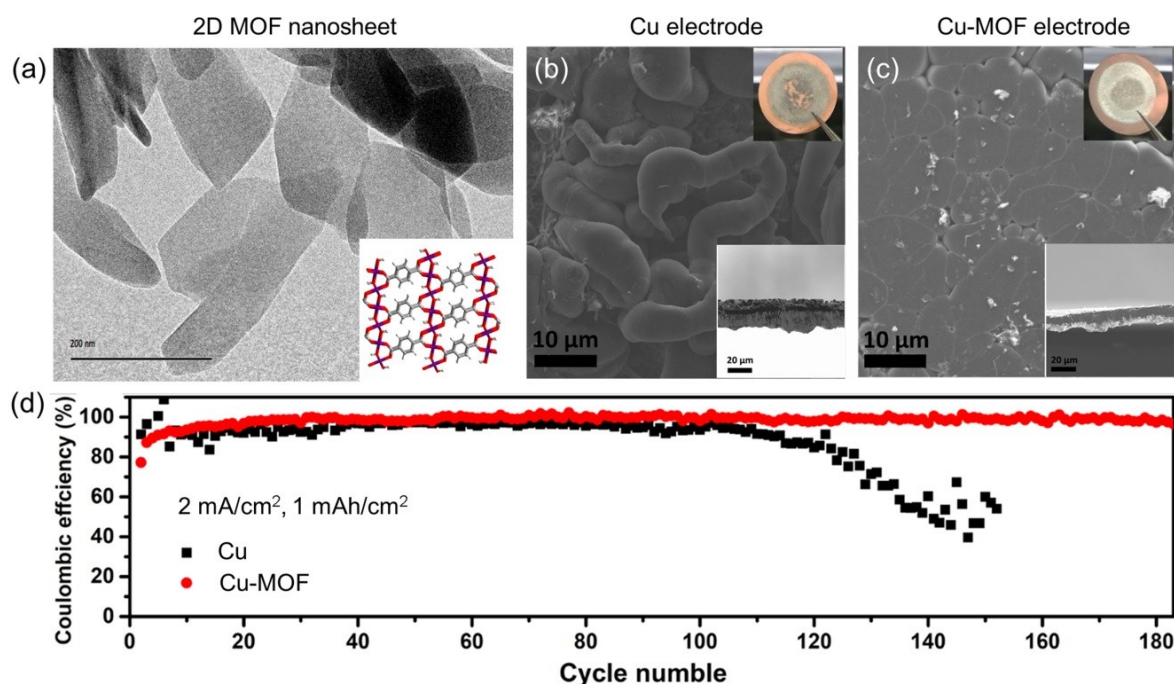 2D MOF nanosheet
Cu electrode
Cu-MOF electrode
(a)
200 nm
(b)
10 µm
20 µm
(c)
10 µm
20 µm
(d)
Coulombic effciency (%)
100
80
60
40
20
0
2 mA/cm², 1 mAh/cm²
Cu
Cu-MOF
0 20 40 60 80 100 120 140 160 180
Cycle numble